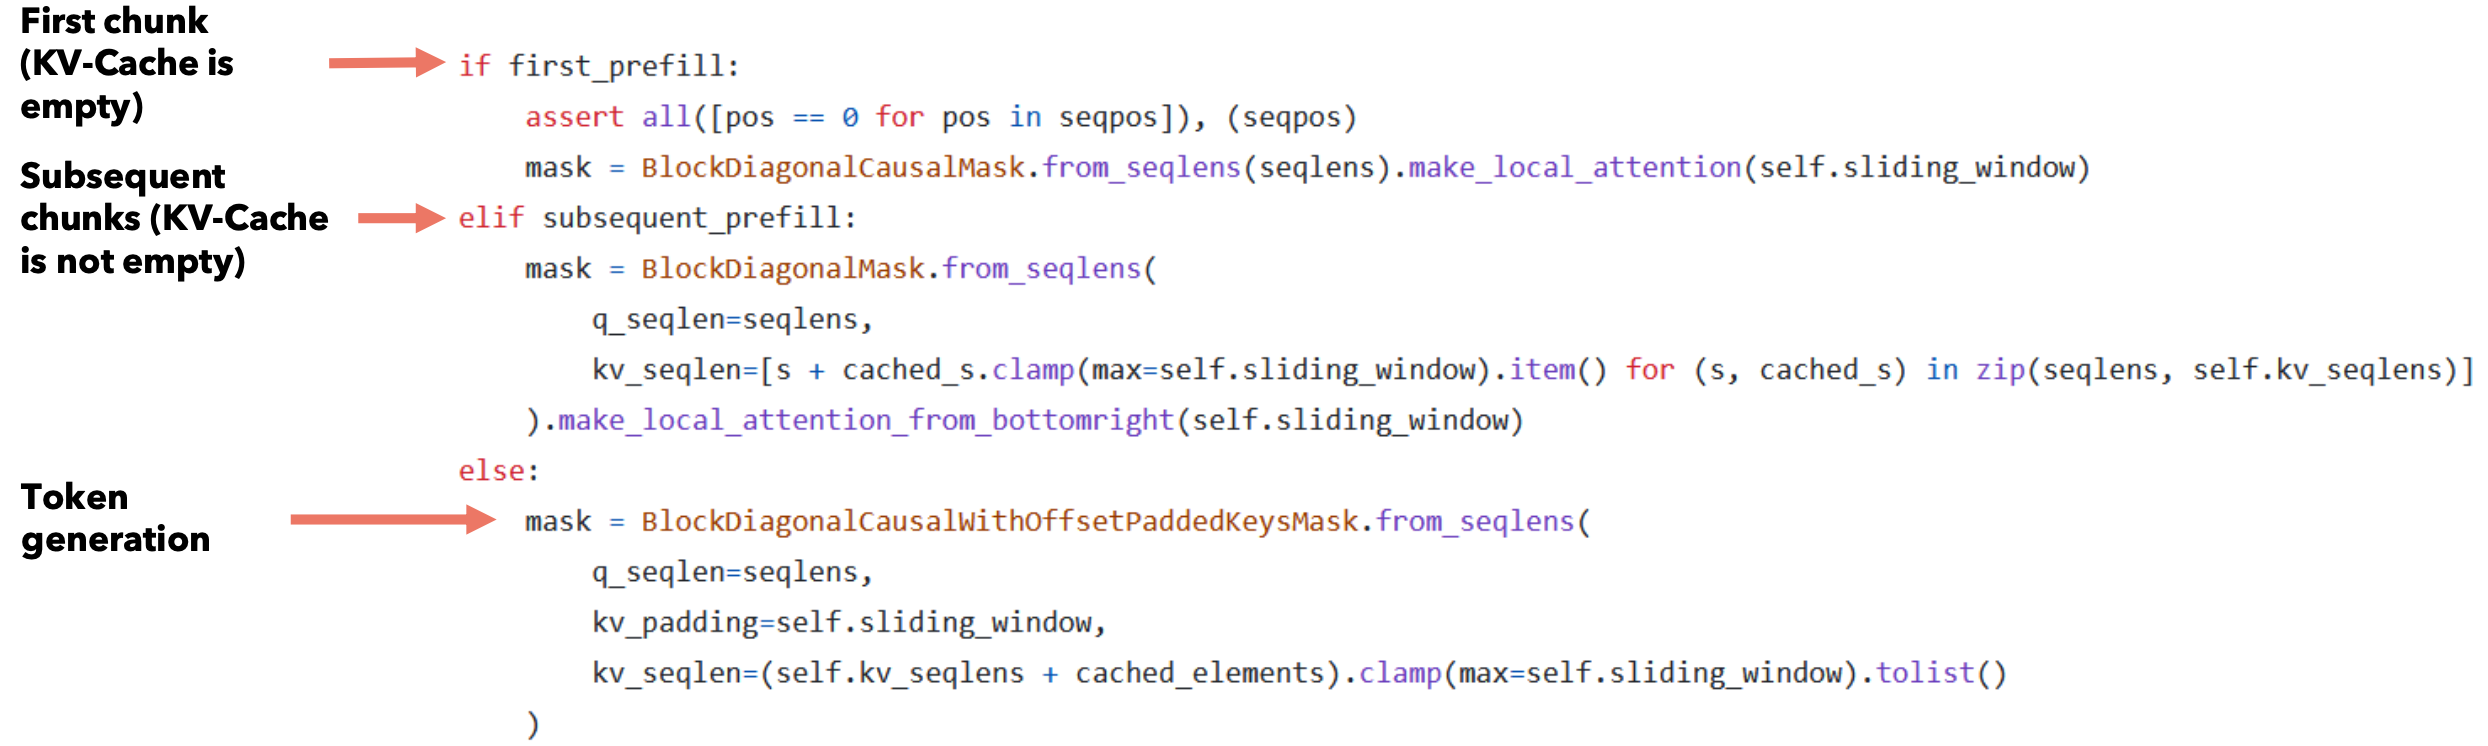 First chunk
(KV-Cache is
empty)
if first_prefill:
assert all([pos == 0 for pos in seqpos]), (seqpos)
mask = BlockDiagonalCausalMask.from_seqlens(seqlens).make_local_attention(self.sliding_window)
Subsequent
chunks (KV-Cache
is not empty)
elif subsequent_prefill:
mask = BlockDiagonalMask.from_seqlens(
q_seqlen=seqlens,
kv_seqlen=[s + cached_s.clamp(max=self.sliding_window).item() for (s, cached_s) in zip(seqlens, self.kv_seqlens)]
).make_local_attention_from_bottomright(self.sliding_window)
else:
Token
generation
mask = BlockDiagonalCausalWithOffsetPaddedKeysMask.from_seqlens(
q_seqlen=seqlens,
kv_padding=self.sliding_window,
kv_seqlen=(self.kv_seqlens + cached_elements).clamp(max=self.sliding_window).tolist()
)